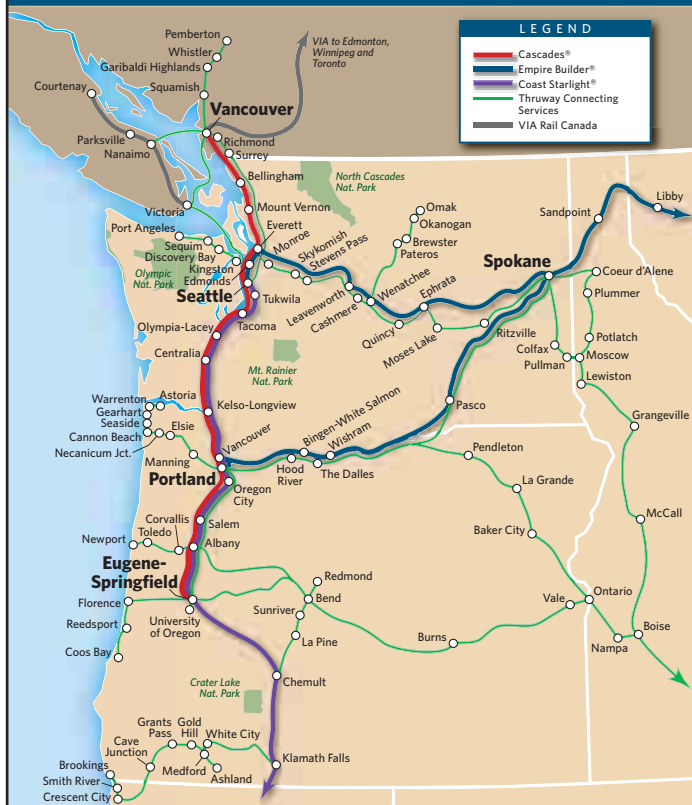 LEGEND
Cascades®
Empire Builder®
Coast Starlight®
Thruway Connecting
Services
VIA Rail Canada
VIA to Edmonton,
Winnipeg and
Toronto
Pemberton
Whistler
Garibaldi Highlands
Squamish
Courtenay
Vancouver
Parksville
Nanaimo
Richmond
Surrey
Bellingham
North Cascades
Nat. Park
Victoria
Mount Vernon
Port Angeles
Sequim
Discovery Bay
Everett
Monroe
Skykomish
Stevens Pass
Omak
Okanogan
Brewster
Pateros
Sandpoint
Libby
Olympic
Nat. Park
Kingston
Edmonds
Seattle
Tukwila
Leavenworth
Cashmere
Wenatchee
Ephrata
Spokane
Coeur d'Alene
Plummer
Tacoma
Olympia-Lacey
Quincy
Moses Lake
Ritzville
Colfax
Pullman
Potlatch
Moscow
Lewiston
Centralia
Mt. Rainier
Nat. Park
Warrenton
Astoria
Gearhart
Seaside
Cannon Beach
Elsie
Necanicum Jct.
Manning
Kelso-Longview
Vancouver
Bingen-White Salmon
Wishram
Pasco
Grangeville
Portland
Hood
River
The Dalles
Pendleton
Oregon
City
La Grande
Salem
Corvallis
Toledo
Newport
Albany
Baker City
McCall
Eugene-
Springfield
Redmond
Bend
Florence
University
of Oregon
Sunriver
Vale
Ontario
Reedsport
La Pine
Burns
Nampa
Boise
Coos Bay
Crater Lake
Nat. Park
Chemult
Grants
Pass
Gold
Hill
White City
Cave
Junction
Klamath Falls
Medford
Ashland
Brookings
Smith River
Crescent City